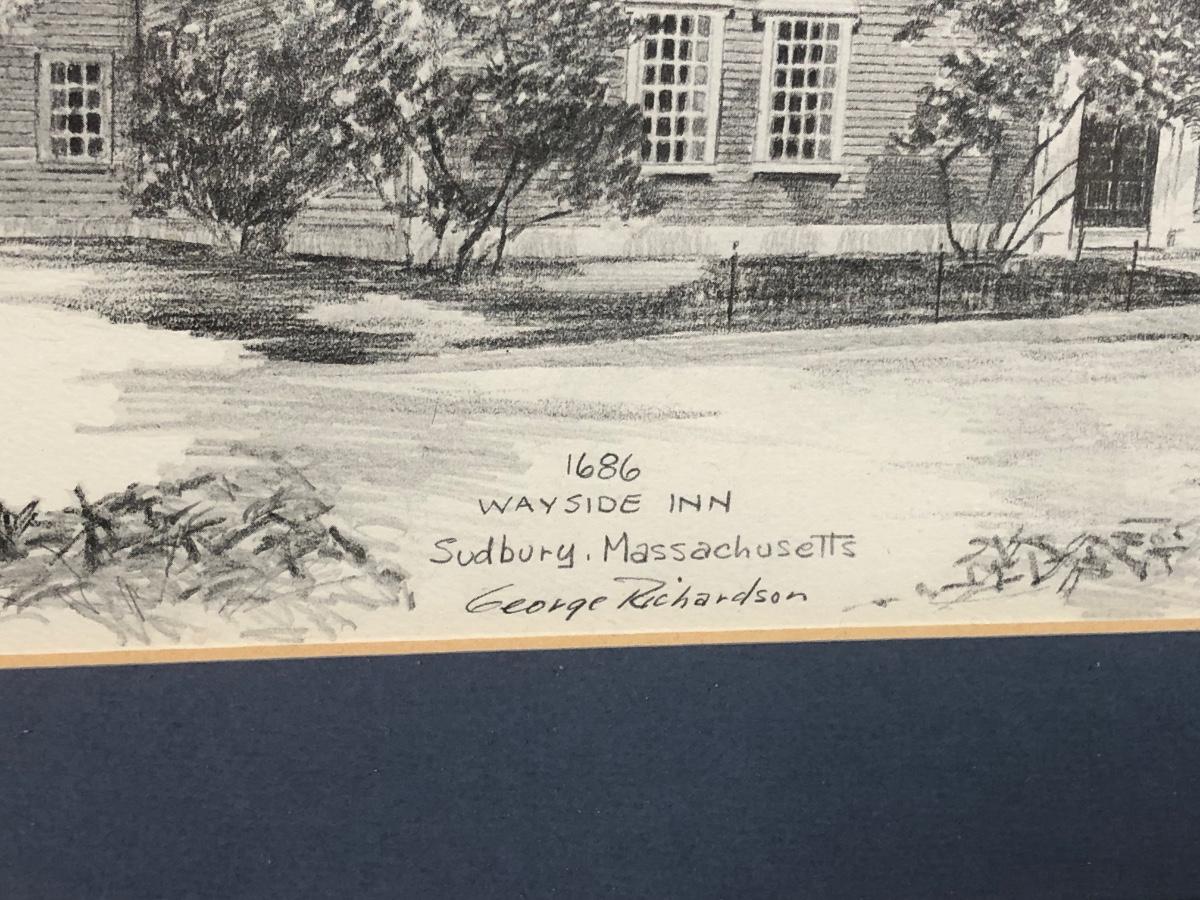 1686
WAYSIDE INN
Sudbury, Massachusetts
George Richardson